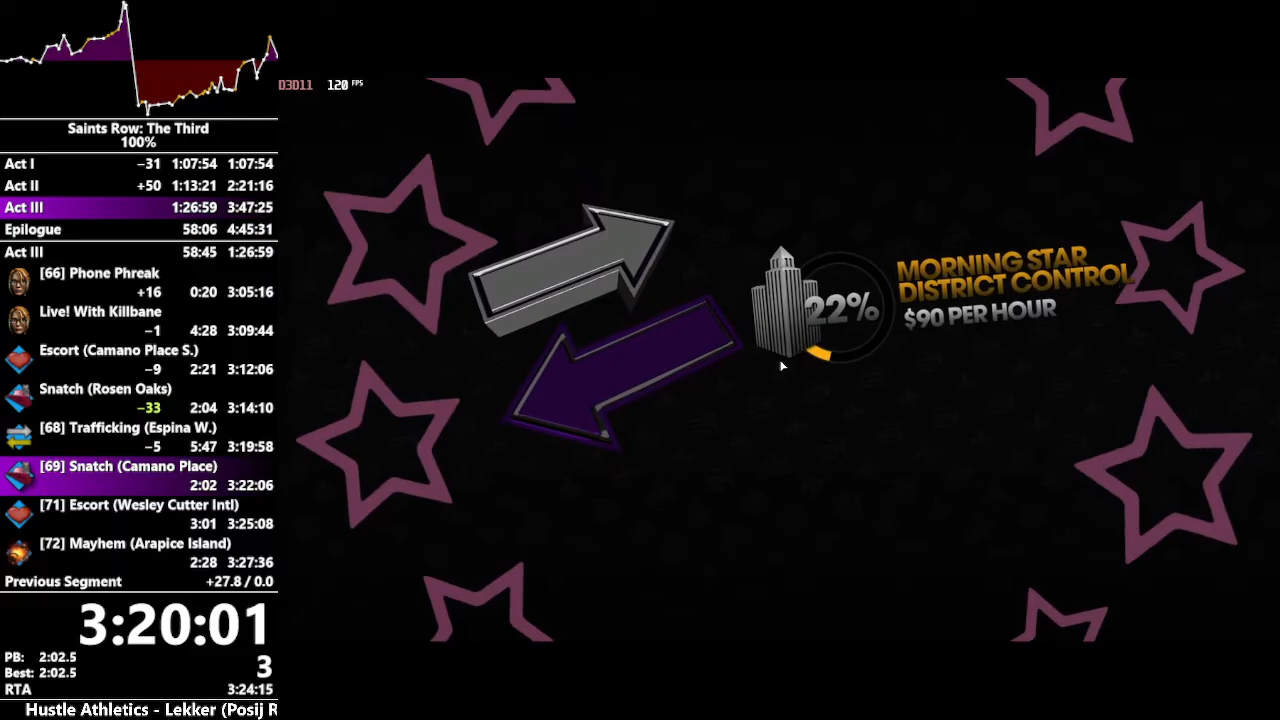 D3D11 120 FPS
Saints Row: The Third
100%
Act I −31 1:07:54 1:07:54
Act II +50 1:13:21 2:21:16
Act III 1:26:59 3:47:25
Epilogue 58:06 4:45:31
Act III 58:45 1:26:59
[66] Phone Phreak
+16 0:20 3:05:16
Live! With Killbane
−1 4:28 3:09:44
Escort (Camano Place S.)
−9 2:21 3:12:06
Snatch (Rosen Oaks)
−33 2:04 3:14:10
[68] Trafficking (Espina W.)
−5 5:47 3:19:58
[69] Snatch (Camano Place)
2:02 3:22:06
[71] Escort (Wesley Cutter Intl)
3:01 3:25:08
[72] Mayhem (Arapice Island)
2:28 3:27:36
Previous Segment +27.8 / 0.0
3:20:01
PB: 2:02.5
Best: 2:02.5
3
RTA 3:24:15
Hustle Athletics - Lekker (Posij R
22%
MORNING STAR
DISTRICT CONTROL
$90 PER HOUR